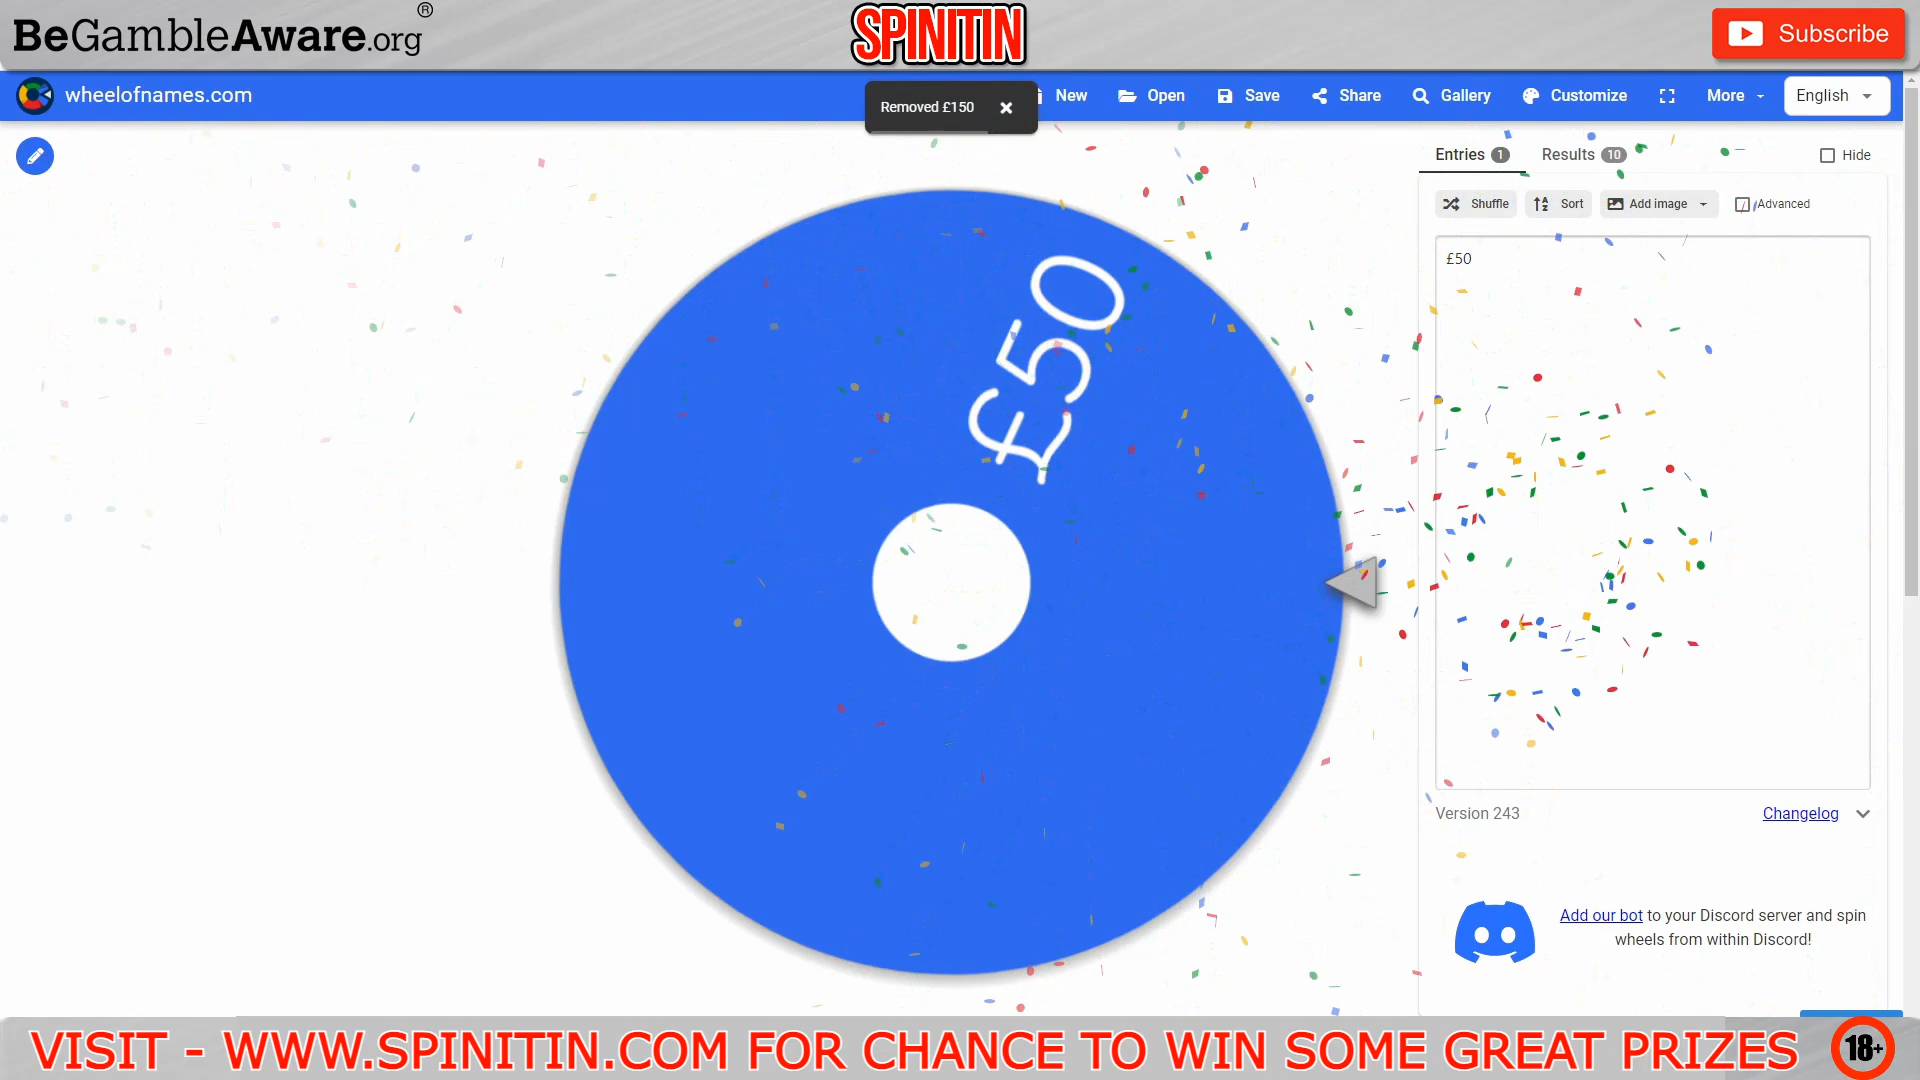 BeGambleAware.org®
SPINITIN
Subscribe
wheelofnames.com
Removed £150
New
Open
Save
Share
Gallery
Customize
More
English
Entries 1
Results 10
Hide
Shuffle
Sort
Add image
Advanced
£50
£50
Version 243
Changelog
Add our bot to your Discord server and spin
wheels from within Discord!
VISIT - WWW.SPINITIN.COM FOR CHANCE TO WIN SOME GREAT PRIZES
18+